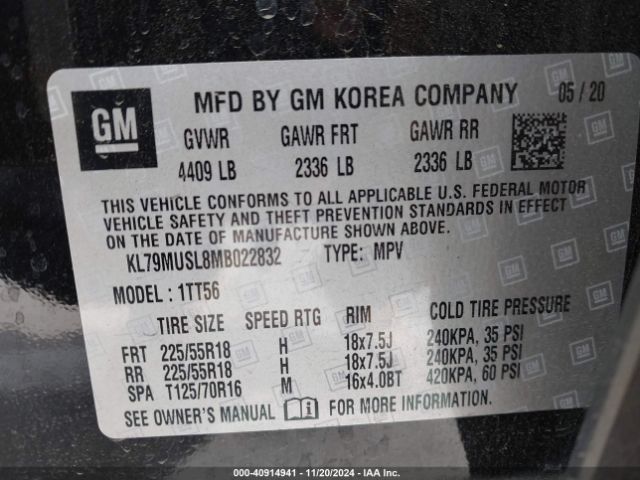 GM
MFD BY GM KOREA COMPANY 05 / 20
GVWR GAWR FRT GAWR RR
4409 LB 2336 LB 2336 LB
THIS VEHICLE CONFORMS TO ALL APPLICABLE U.S. FEDERAL MOTOR
VEHICLE SAFETY AND THEFT PREVENTION STANDARDS IN EFFECT
ON THE DATE OF MANUFACTURE SHOWN ABOVE.
KL79MUSL8MB022832 TYPE: MPV
MODEL : 1TT56
TIRE SIZE SPEED RTG RIM COLD TIRE PRESSURE
FRT 225/55R18 H 18x7.5J 240KPA, 35 PSI
RR 225/55R18 H 18x7.5J 240KPA, 35 PSI
SPA T125/70R16 M 16x4.0BT 420KPA, 60 PSI
SEE OWNER'S MANUAL FOR MORE INFORMATION.
000-40914941 - 11/20/2024 - IAA Inc.